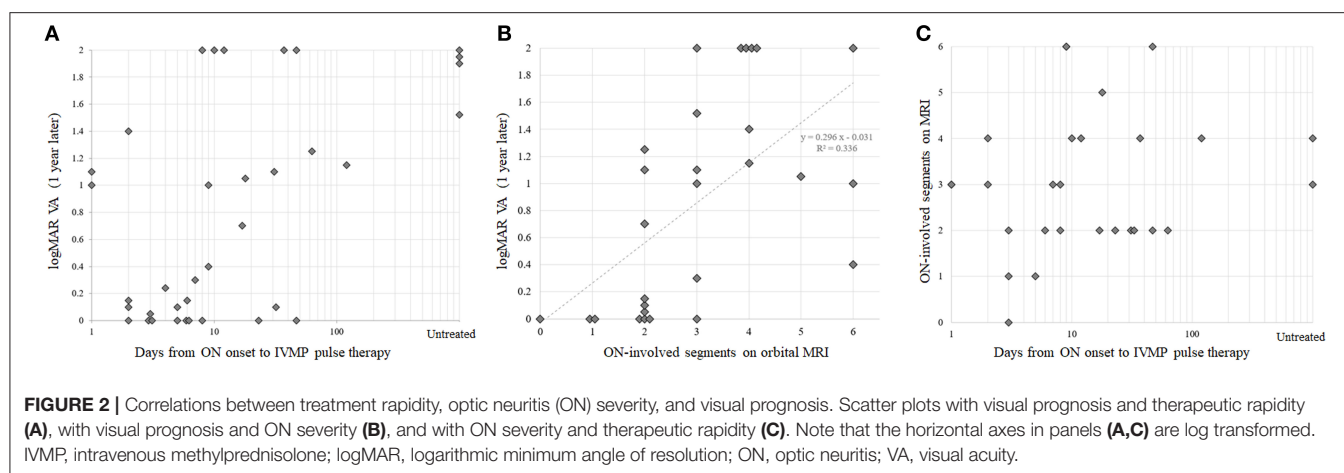 A
B
C
logMAR VA (1 year later)
2
1.8
1.6
1.4
1.2
1
0.8
0.6
0.4
0.2
0
1
10
100
Untreated
Days from ON onset to IVMP pulse therapy
logMAR VA (1 year later)
2
1.8
1.6
1.4
1.2
1
0.8
0.6
0.4
0.2
0
y = 0.296 x - 0.031
R² = 0.336
0
1
2
3
4
5
6
ON-involved segments on orbital MRI
ON-involved segments on MRI
6
5
4
3
2
1
0
1
10
100
Untreated
Days from ON onset to IVMP pulse therapy
FIGURE 2 | Correlations between treatment rapidity, optic neuritis (ON) severity, and visual prognosis. Scatter plots with visual prognosis and therapeutic rapidity
(A), with visual prognosis and ON severity (B), and with ON severity and therapeutic rapidity (C). Note that the horizontal axes in panels (A,C) are log transformed.
IVMP, intravenous methylprednisolone; logMAR, logarithmic minimum angle of resolution; ON, optic neuritis; VA, visual acuity.